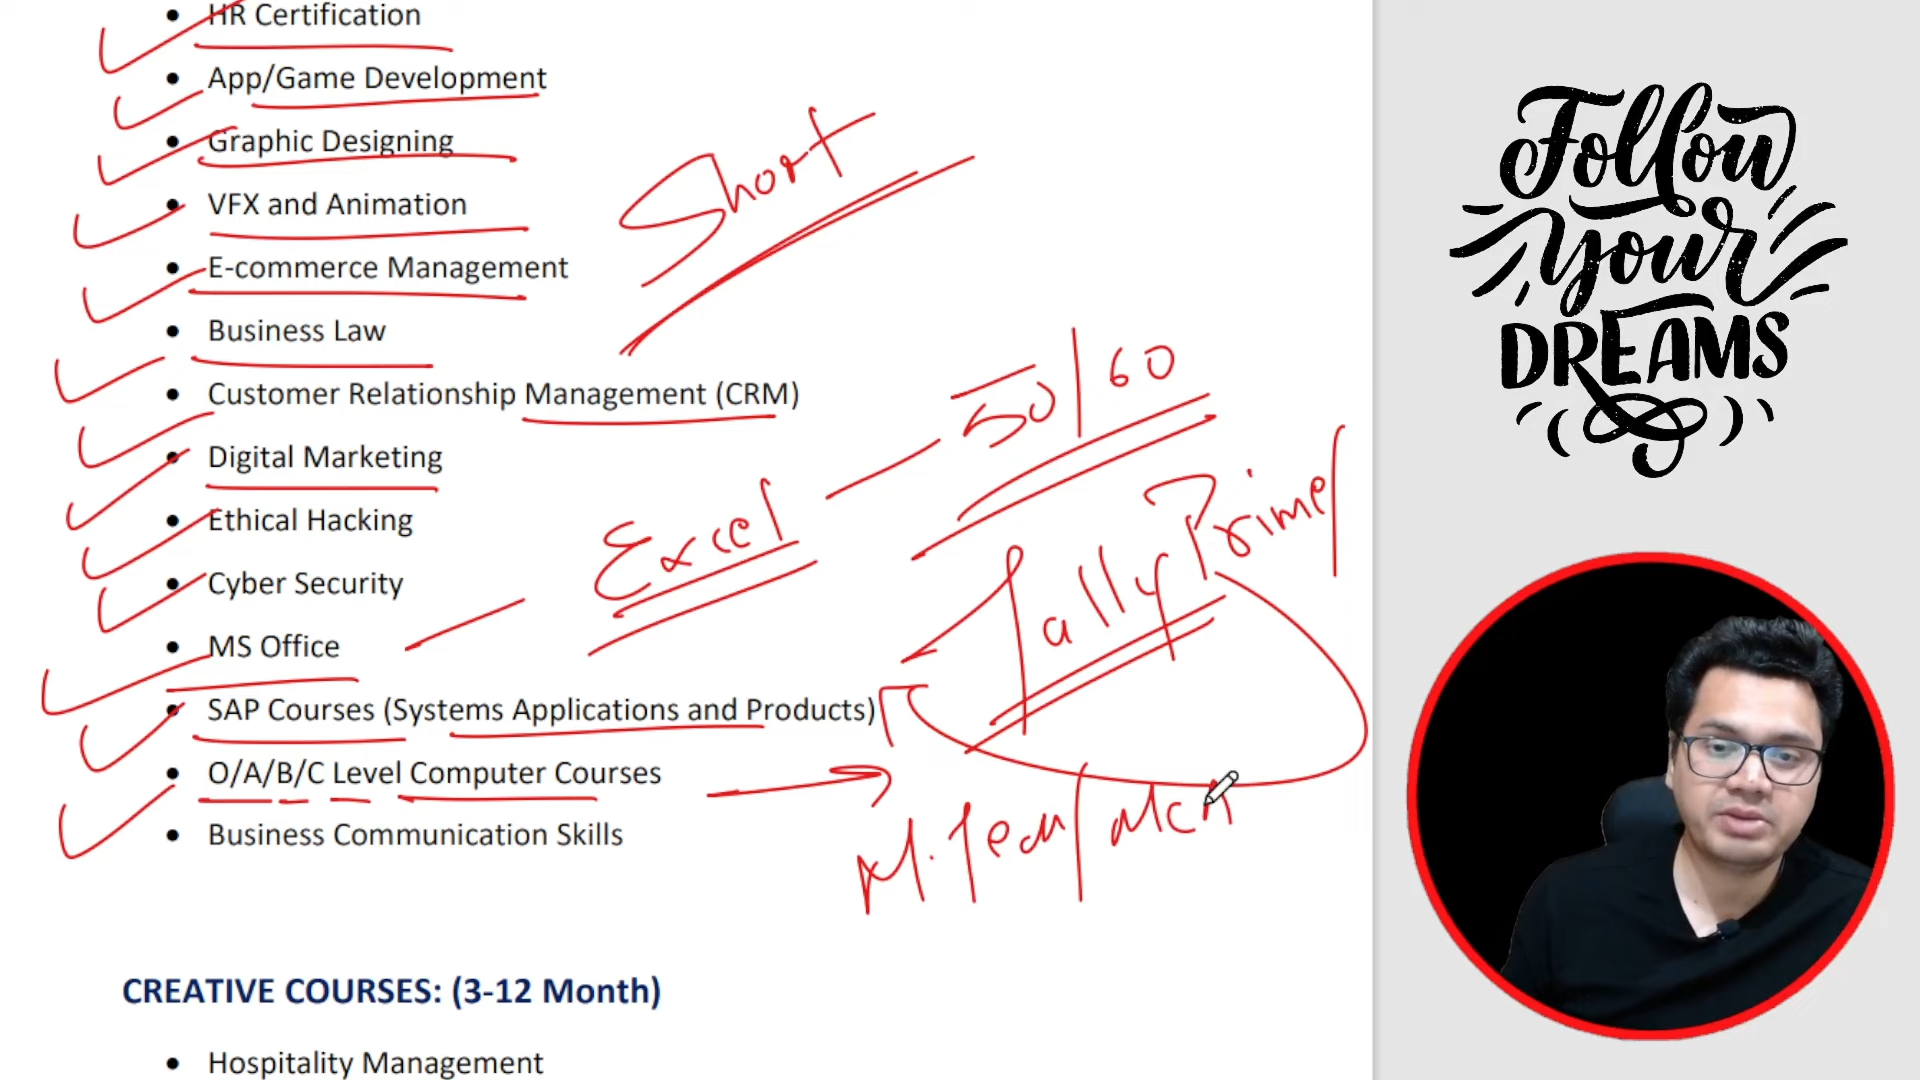 • HR Certification
• App/Game Development
• Graphic Designing
• VFX and Animation
• E-commerce Management
• Business Law
• Customer Relationship Management (CRM)
• Digital Marketing
• Ethical Hacking
• Cyber Security
• MS Office
• SAP Courses (Systems Applications and Products)
• O/A/B/C Level Computer Courses
• Business Communication Skills
Short
Excel
50/60
Tally Prime
M.Tech/MCA
CREATIVE COURSES: (3-12 Month)
• Hospitality Management
Follow
Your
DREAMS